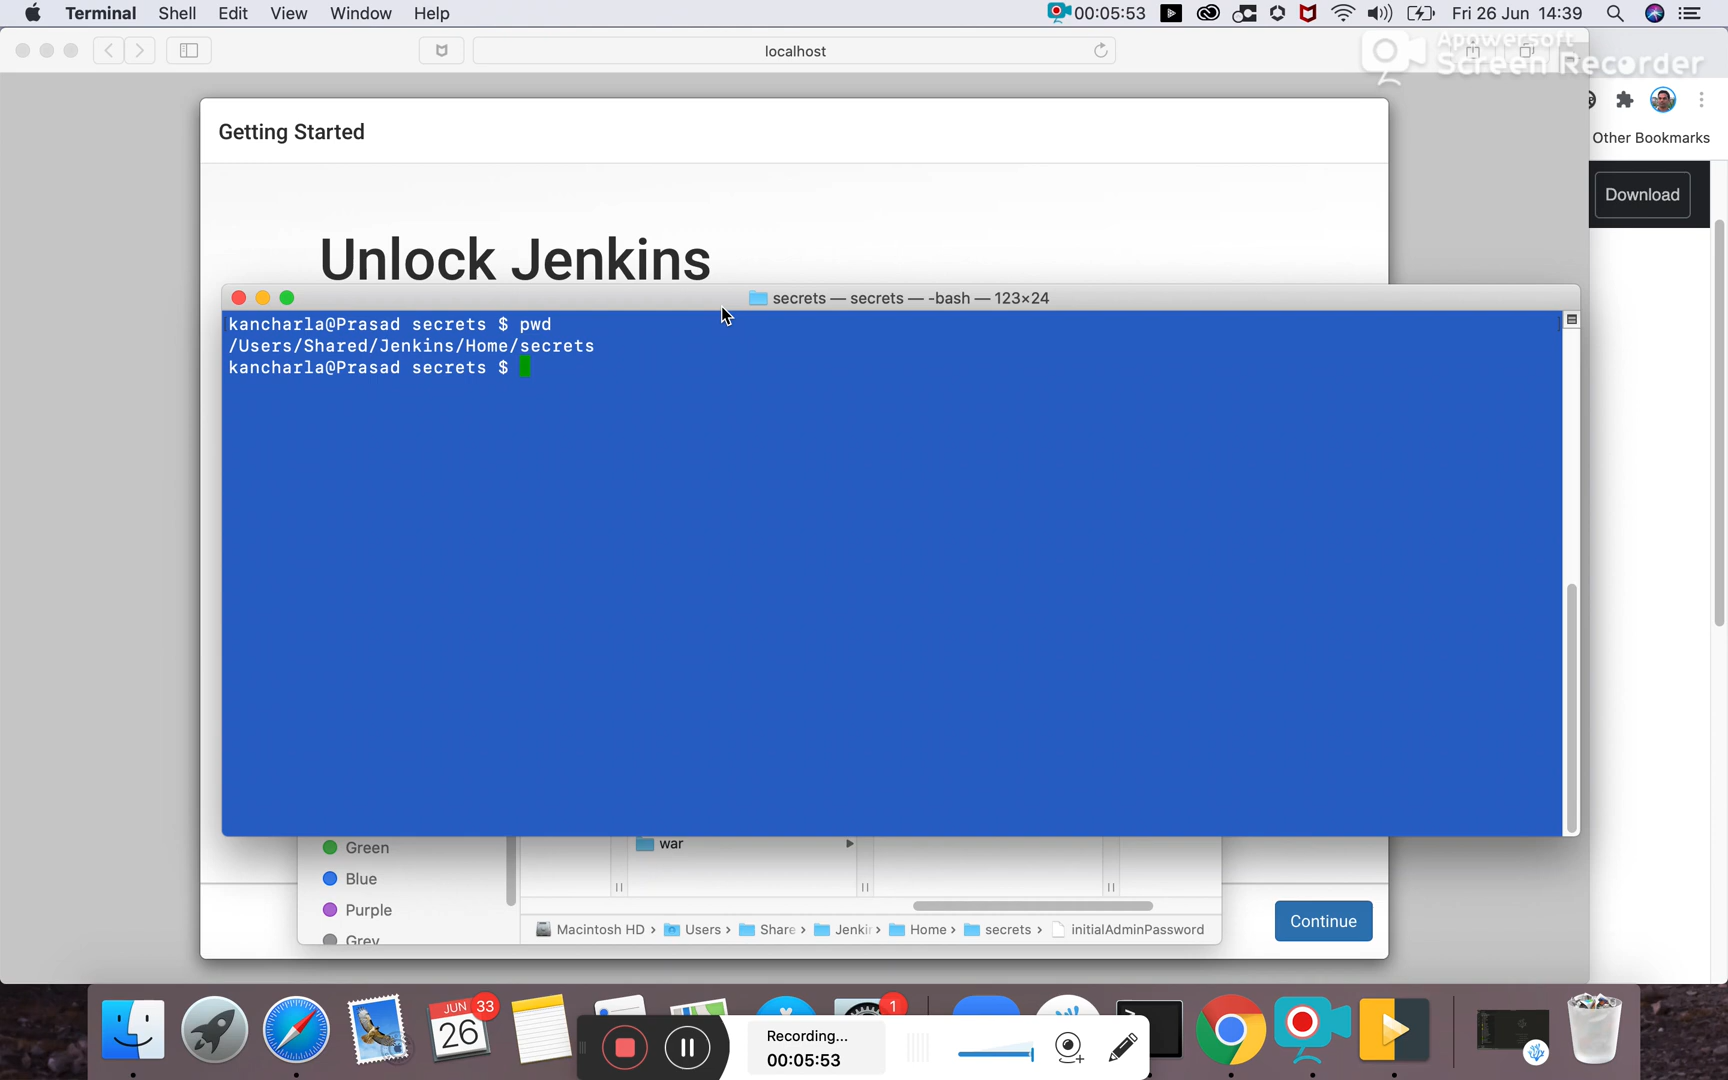 Terminal Shell Edit View Window Help 00:05:53 Fri 26 Jun 14:39
localhost
Apowersoft
Screen Recorder
Getting Started
Other Bookmarks
Download
Unlock Jenkins
secrets — secrets — -bash — 123×24
kancharla@Prasad secrets $ pwd
/Users/Shared/Jenkins/Home/secrets
kancharla@Prasad secrets $
Green
war
Blue
Purple
Grey
Macintosh HD › Users › Share › Jenkin › Home › secrets › initialAdminPassword
Continue
JUN 33
26
1
Recording...
00:05:53